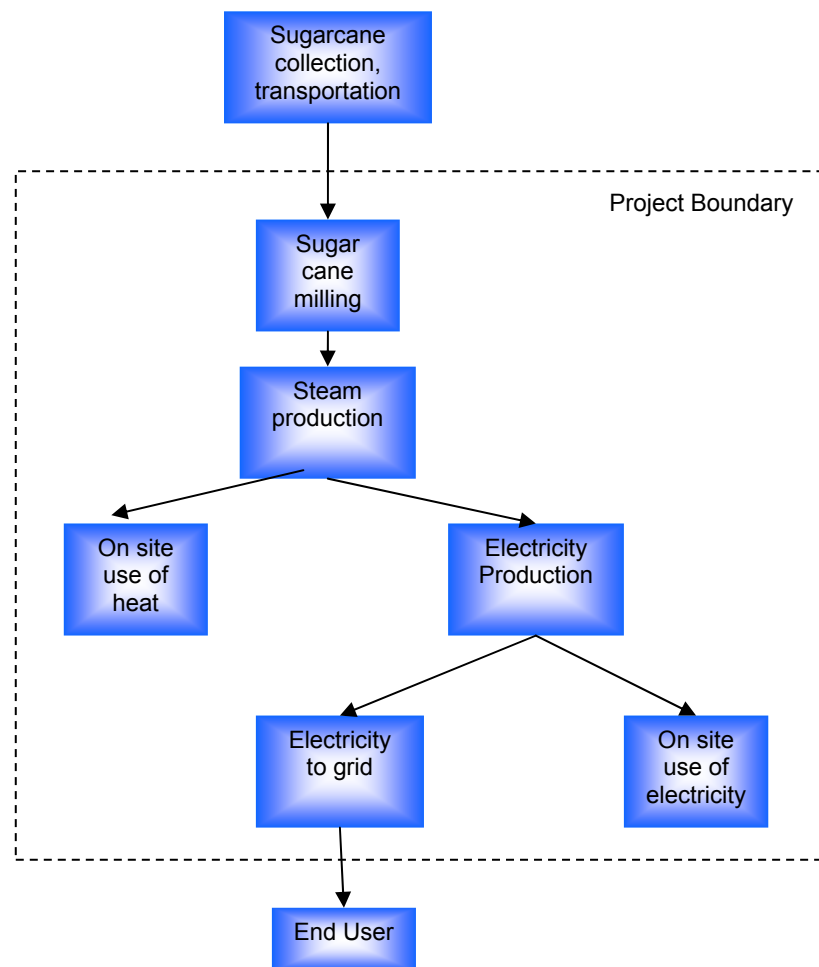 Sugarcane
collection,
transportation
Project Boundary
Sugar
cane
milling
Steam
production
On site
use of
heat
Electricity
Production
Electricity
to grid
On site
use of
electricity
End User